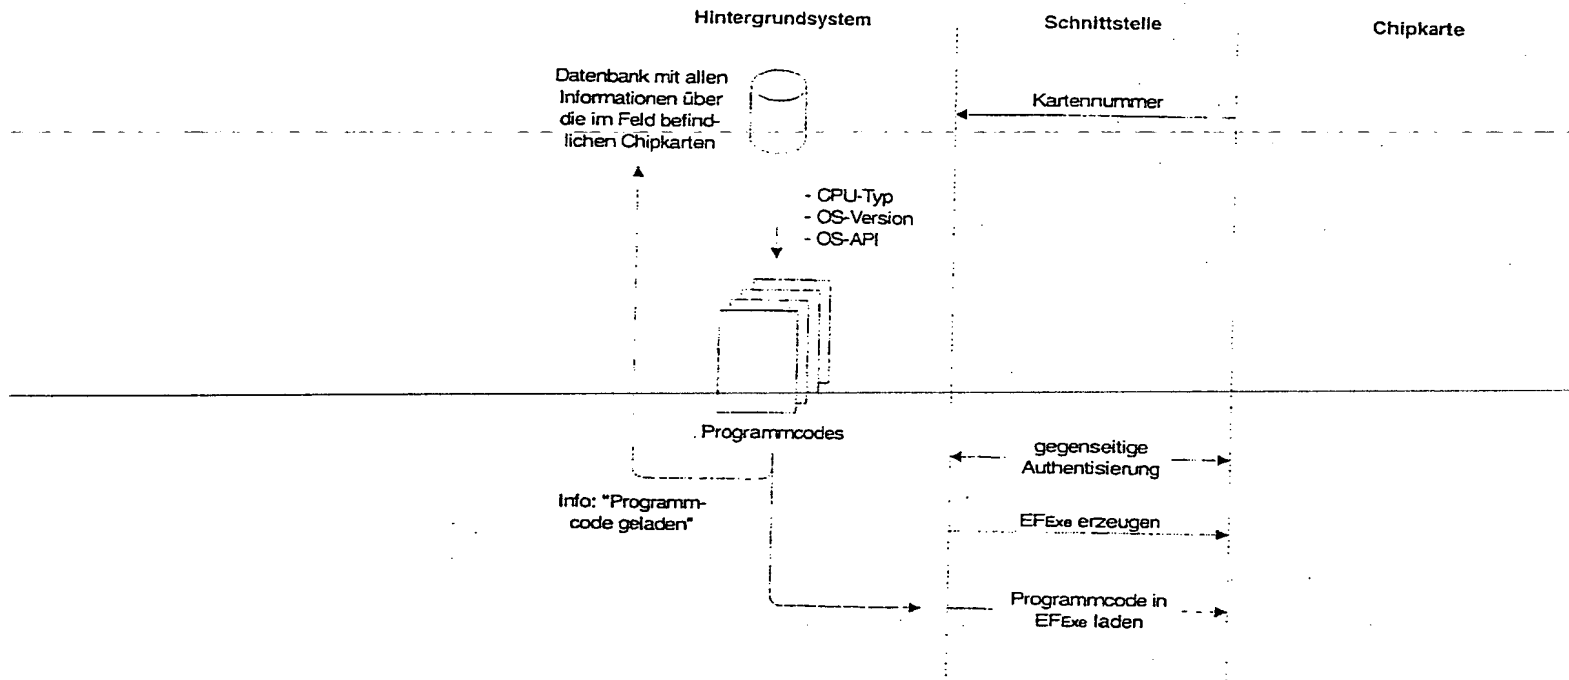 Hintergrundsystem
Schnittstelle
Chipkarte
Datenbank mit allen
Informationen über
die im Feld befind-
lichen Chipkarten
Kartennummer
- CPU-Typ
- OS-Version
- OS-API
Programmcodes
gegenseitige
Authentisierung
Info: "Programm-
code geladen"
EFExe erzeugen
Programmcode in
EFExe laden